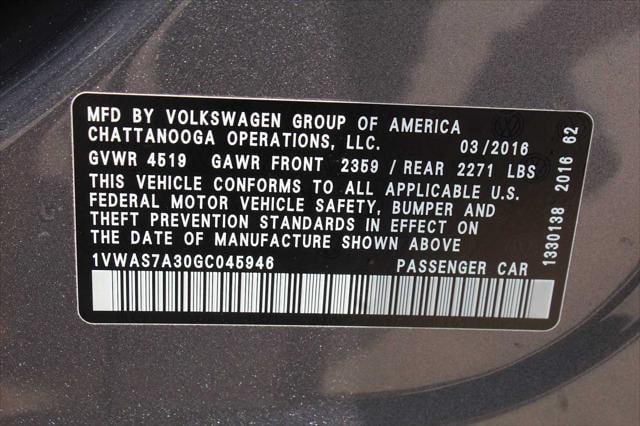 MFD BY VOLKSWAGEN GROUP OF AMERICA
CHATTANOOGA OPERATIONS, LLC. 03/2016
GVWR 4519 GAWR FRONT 2359 / REAR 2271 LBS
THIS VEHICLE CONFORMS TO ALL APPLICABLE U.S.
FEDERAL MOTOR VEHICLE SAFETY, BUMPER AND
THEFT PREVENTION STANDARDS IN EFFECT ON
THE DATE OF MANUFACTURE SHOWN ABOVE
1VWAS7A30GC045946 PASSENGER CAR
1330138 2016 62